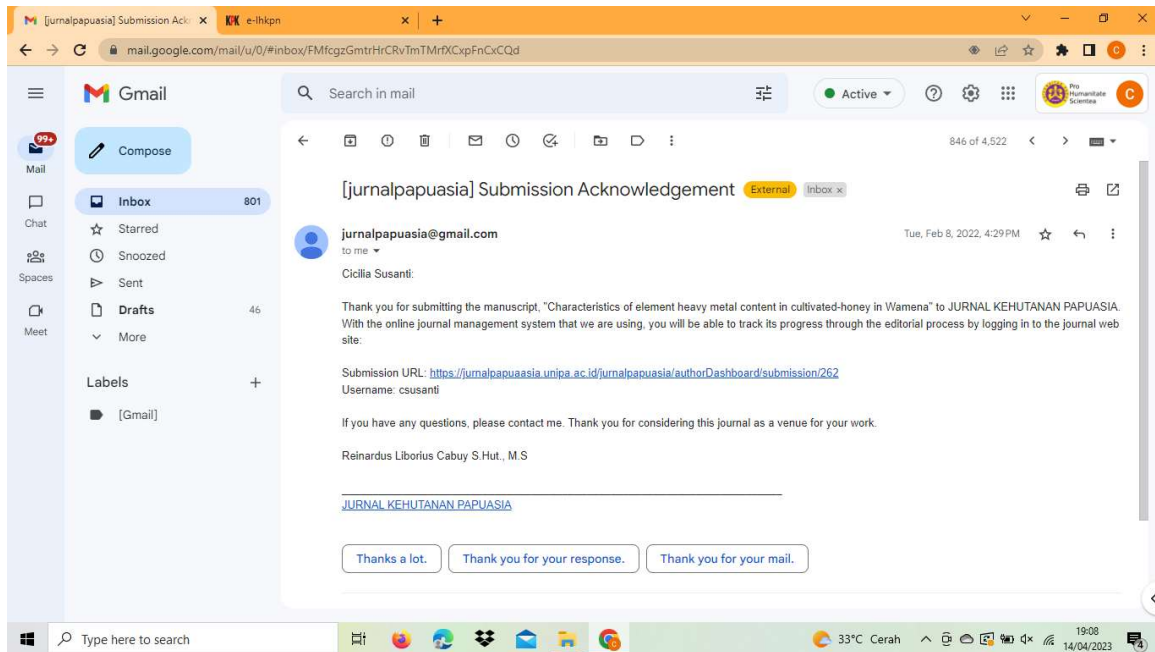 [jurnalpapuasia] Submission Ackr
KPK e-lhkpn
mail.google.com/mail/u/0/#inbox/FMfcgzGmtrHrCRvTmTMrfXCxpFnCxCQd
C
Gmail
Search in mail
Active
Pro
Humanitate
Scientea
C
99+
Mail
Chat
Spaces
Meet
Compose
Inbox 801
Starred
Snoozed
Sent
Drafts 46
More
Labels +
[Gmail]
846 of 4,522
[jurnalpapuasia] Submission Acknowledgement External Inbox x
jurnalpapuasia@gmail.com Tue, Feb 8, 2022, 4:29 PM
to me
Cicilia Susanti:
Thank you for submitting the manuscript, "Characteristics of element heavy metal content in cultivated-honey in Wamena" to JURNAL KEHUTANAN PAPUASIA.
With the online journal management system that we are using, you will be able to track its progress through the editorial process by logging in to the journal web
site:
Submission URL: https://jurnalpapuaasia.unipa.ac.id/jurnalpapuasia/authorDashboard/submission/262
Username: csusanti
If you have any questions, please contact me. Thank you for considering this journal as a venue for your work.
Reinardus Liborius Cabuy S.Hut., M.S
JURNAL KEHUTANAN PAPUASIA
Thanks a lot. Thank you for your response. Thank you for your mail.
Type here to search
33°C Cerah
19:08
14/04/2023
4